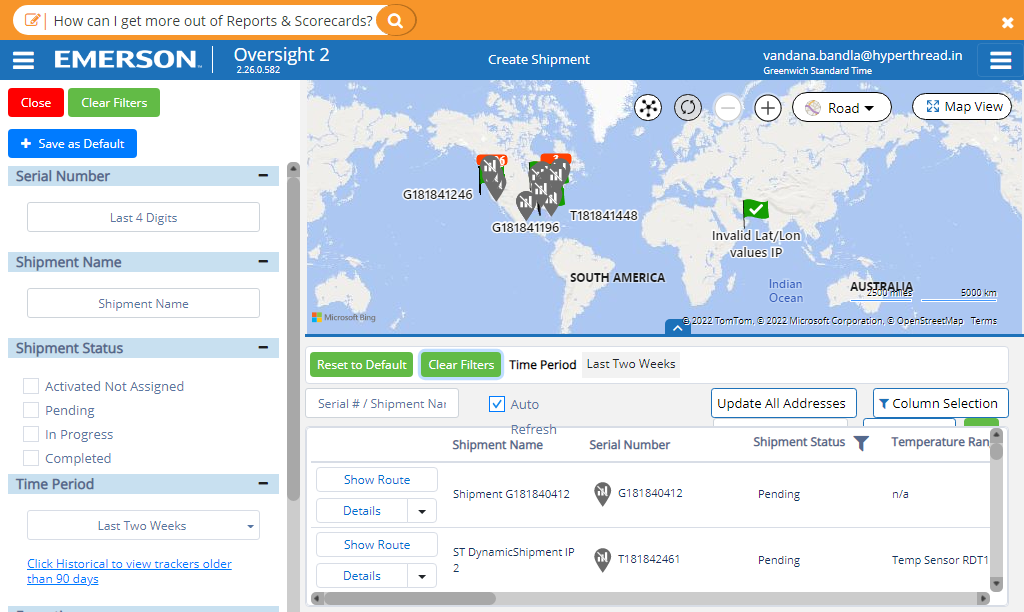 How can I get more out of Reports & Scorecards?
EMERSON
Oversight 2
2.26.0.582
Create Shipment
vandana.bandla@hyperthread.in
Greenwich Standard Time
Close
Clear Filters
Save as Default
Serial Number
Last 4 Digits
Shipment Name
Shipment Name
Shipment Status
Activated Not Assigned
Pending
In Progress
Completed
Time Period
Last Two Weeks
Click Historical to view trackers older
than 90 days
Road
Map View
G181841246
G181841196
T181841448
Invalid Lat/Lon
values IP
SOUTH AMERICA
Indian
Ocean
AUSTRALIA
2500 miles
5000 km
Microsoft Bing
© 2022 TomTom, © 2022 Microsoft Corporation, © OpenStreetMap Terms
Reset to Default
Clear Filters
Time Period
Last Two Weeks
Serial # / Shipment Nar
Auto
Refresh
Update All Addresses
Column Selection
Shipment Name
Serial Number
Shipment Status
Temperature Ran
Show Route
Details
Shipment G181840412
G181840412
Pending
n/a
Show Route
Details
ST DynamicShipment IP
2
T181842461
Pending
Temp Sensor RDT1